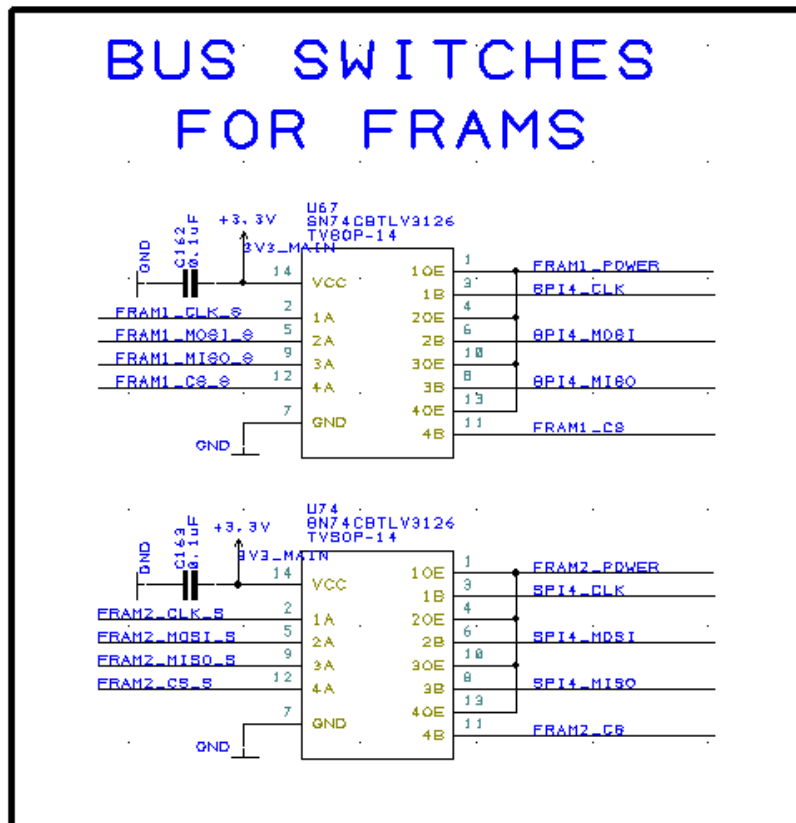 BUS SWITCHES
FOR FRAMS
U67
SN74CBTLV3126
TVSOP-14
+3.3V
3V3_MAIN
GND
C162
0.1uF
14
VCC
2
FRAM1_CLK_S
1A
5
FRAM1_MOSI_S
2A
9
FRAM1_MISO_S
3A
12
FRAM1_CS_S
4A
7
GND
GND
1OE
1
FRAM1_POWER
1B
3
SPI4_CLK
2OE
4
2B
6
SPI4_MOSI
3OE
10
3B
8
SPI4_MISO
4OE
13
4B
11
FRAM1_CS
U74
SN74CBTLV3126
TVSOP-14
+3.3V
3V3_MAIN
GND
C163
0.1uF
14
VCC
2
FRAM2_CLK_S
1A
5
FRAM2_MOSI_S
2A
9
FRAM2_MISO_S
3A
12
FRAM2_CS_S
4A
7
GND
GND
1OE
1
FRAM2_POWER
1B
3
SPI4_CLK
2OE
4
2B
6
SPI4_MOSI
3OE
10
3B
8
SPI4_MISO
4OE
13
4B
11
FRAM2_CS